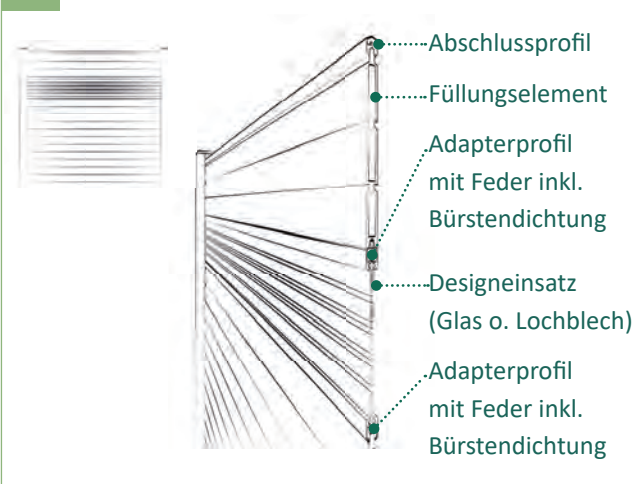 Abschlussprofil
Füllungselement
Adapterprofil
mit Feder inkl.
Bürstendichtung
Designeinsatz
(Glas o. Lochblech)
Adapterprofil
mit Feder inkl.
Bürstendichtung